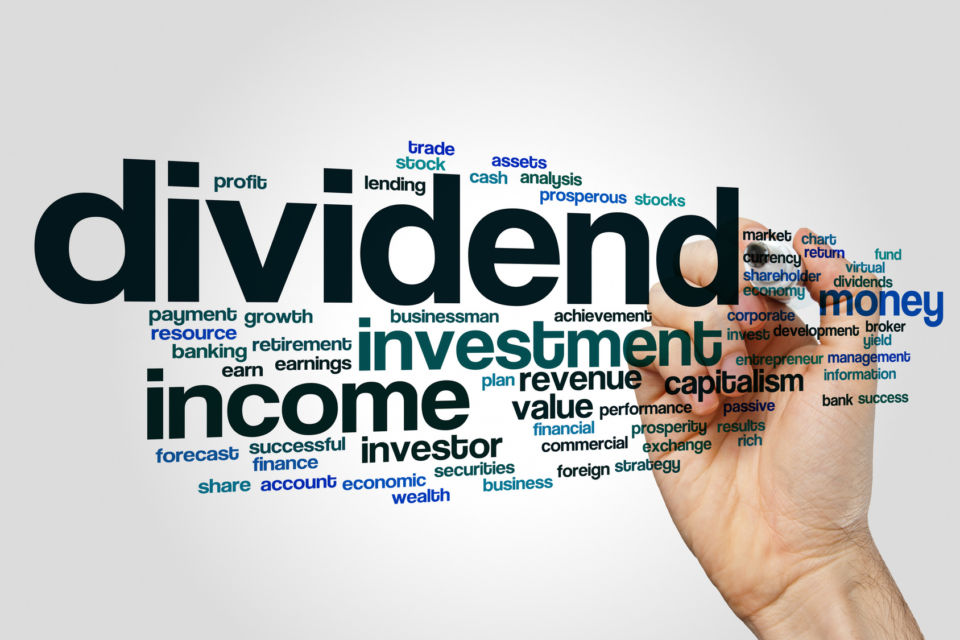 trade
stock assets
cash analysis
profit lending
prosperous stocks
dividend
market chart
currency return fund
shareholder virtual
economy dividends
money
payment growth businessman achievement corporate
resource investment invest development broker
banking retirement yield
earn earnings entrepreneur management
income plan revenue capitalism information
value performance passive bank success
financial prosperity results
forecast successful investor commercial exchange rich
finance securities foreign strategy
share account economic business
wealth